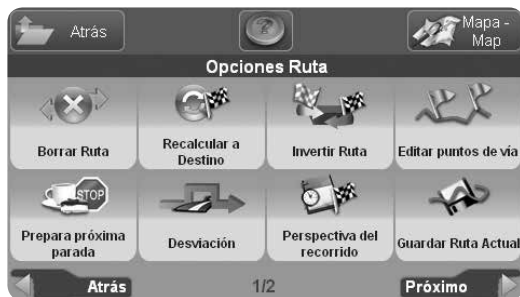 Atrás
Mapa -
Map
Opciones Ruta
Borrar Ruta
Recalcular a
Destino
Invertir Ruta
Editar puntos de vía
STOP
Prepara próxima
parada
Desviación
Perspectiva del
recorrido
Guardar Ruta Actual
Atrás
1/2
Próximo